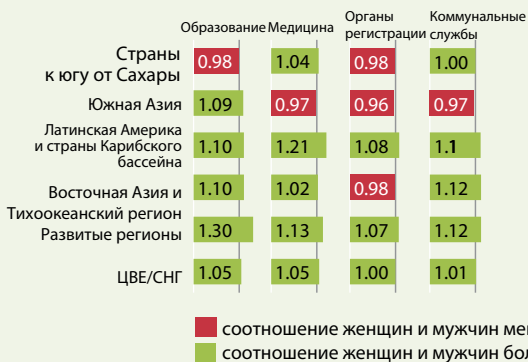 Образование Медицина Органы регистрации Коммунальные службы
Страны
к югу от Сахары
0.98 1.04 0.98 1.00
Южная Азия 1.09 0.97 0.96 0.97
Латинская Америка
и страны Карибского
бассейна
1.10 1.21 1.08 1.1
Восточная Азия и
Тихоокеанский регион
1.10 1.02 0.98 1.12
Развитые регионы 1.30 1.13 1.07 1.12
ЦВЕ/СНГ 1.05 1.05 1.00 1.01
соотношение женщин и мужчин
соотношение женщин и мужчин